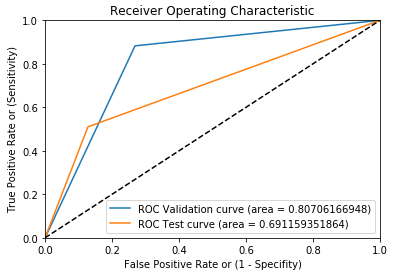 Receiver Operating Characteristic
True Positive Rate or (Sensitivity)
1.0
0.8
0.6
0.4
0.2
0.0
ROC Validation curve (area = 0.80706166948)
ROC Test curve (area = 0.691159351864)
0.0 0.2 0.4 0.6 0.8 1.0
False Positive Rate or (1 - Specifity)